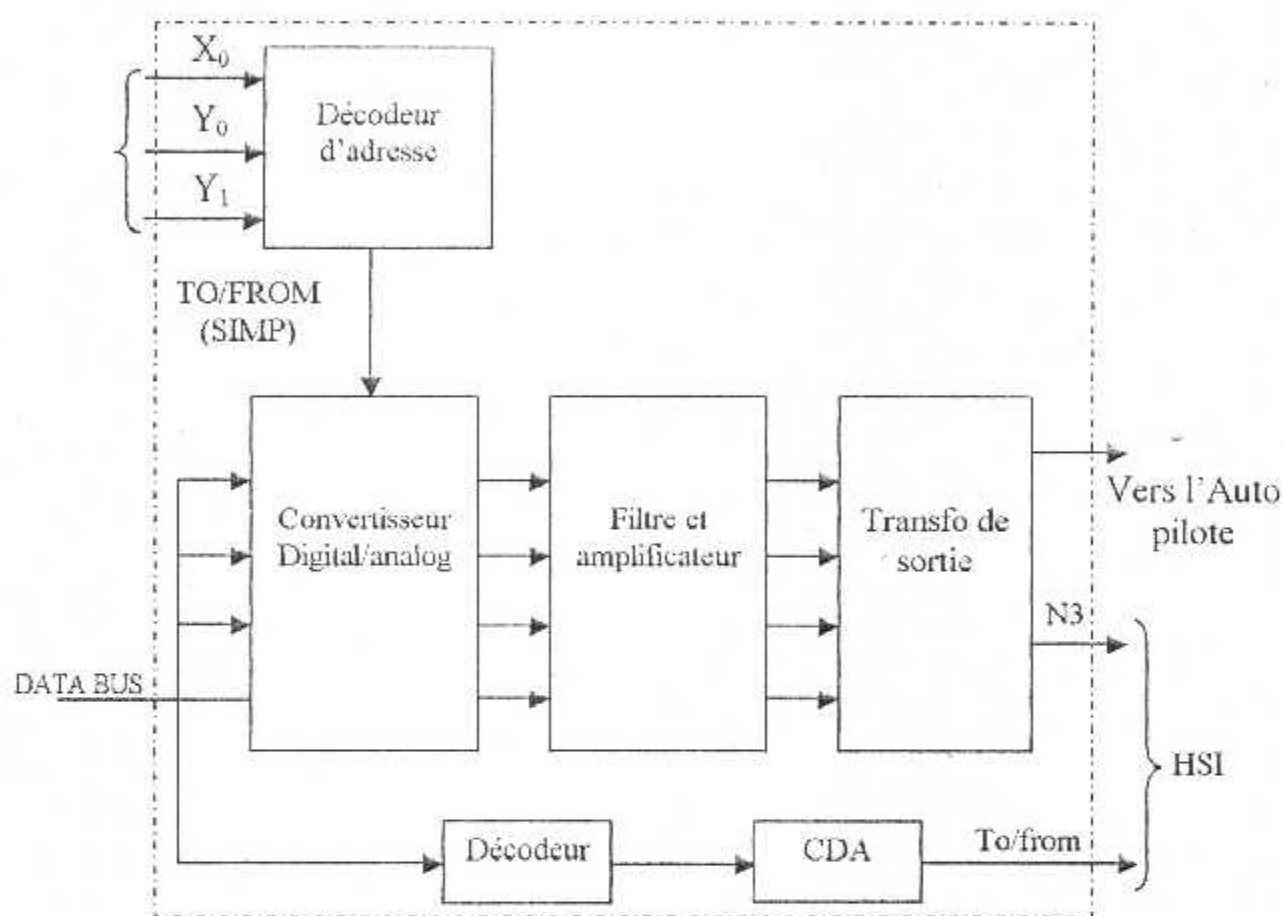 X₀
Y₀
Y₁
Décodeur
d'adresse
TO/FROM
(SIMP)
Convertisseur
Digital/analog
Filtre et
amplificateur
Transfo de
sortie
Vers l'Auto
pilote
N3
DATA BUS
HSI
Décodeur
CDA
To/from